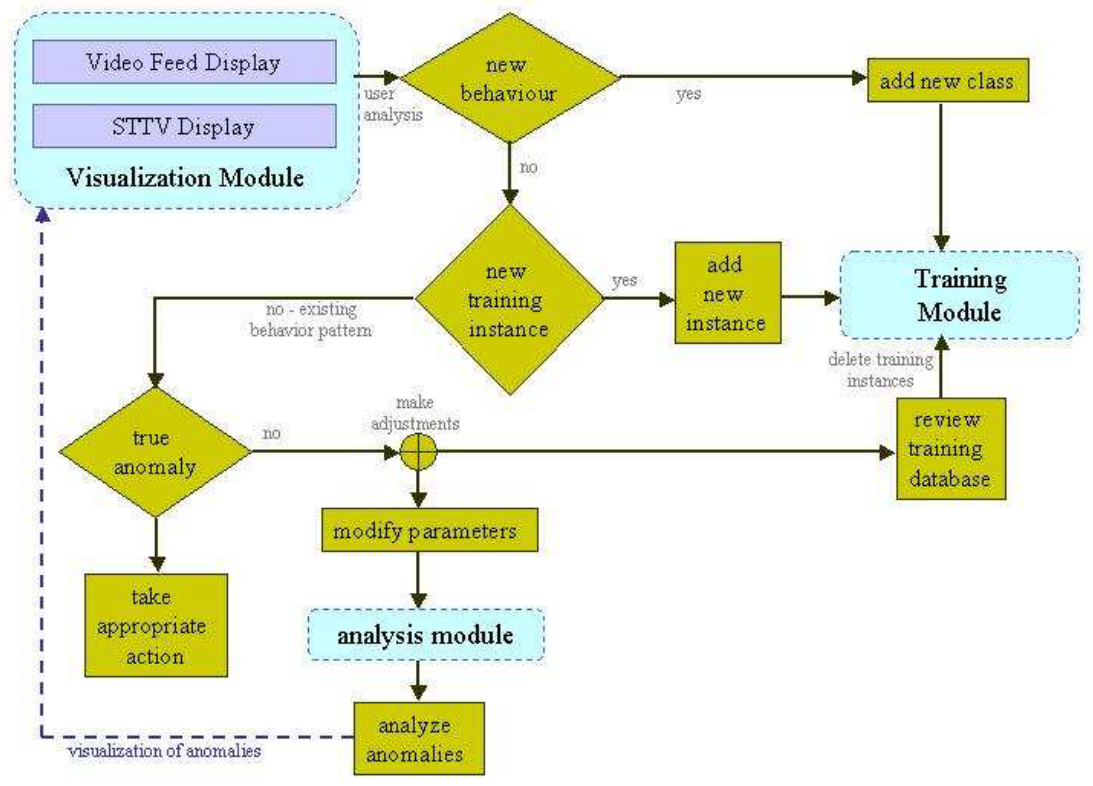 Video Feed Display
STTV Display
Visualization Module
user
analysis
new
behaviour
yes
add new class
no
new
training
instance
yes
add
new
instance
Training
Module
no - existing
behavior pattern
delete training
instances
true
anomaly
no
make
adjustments
review
training
database
modify parameters
take
appropriate
action
analysis module
analyze
anomalies
visualization of anomalies